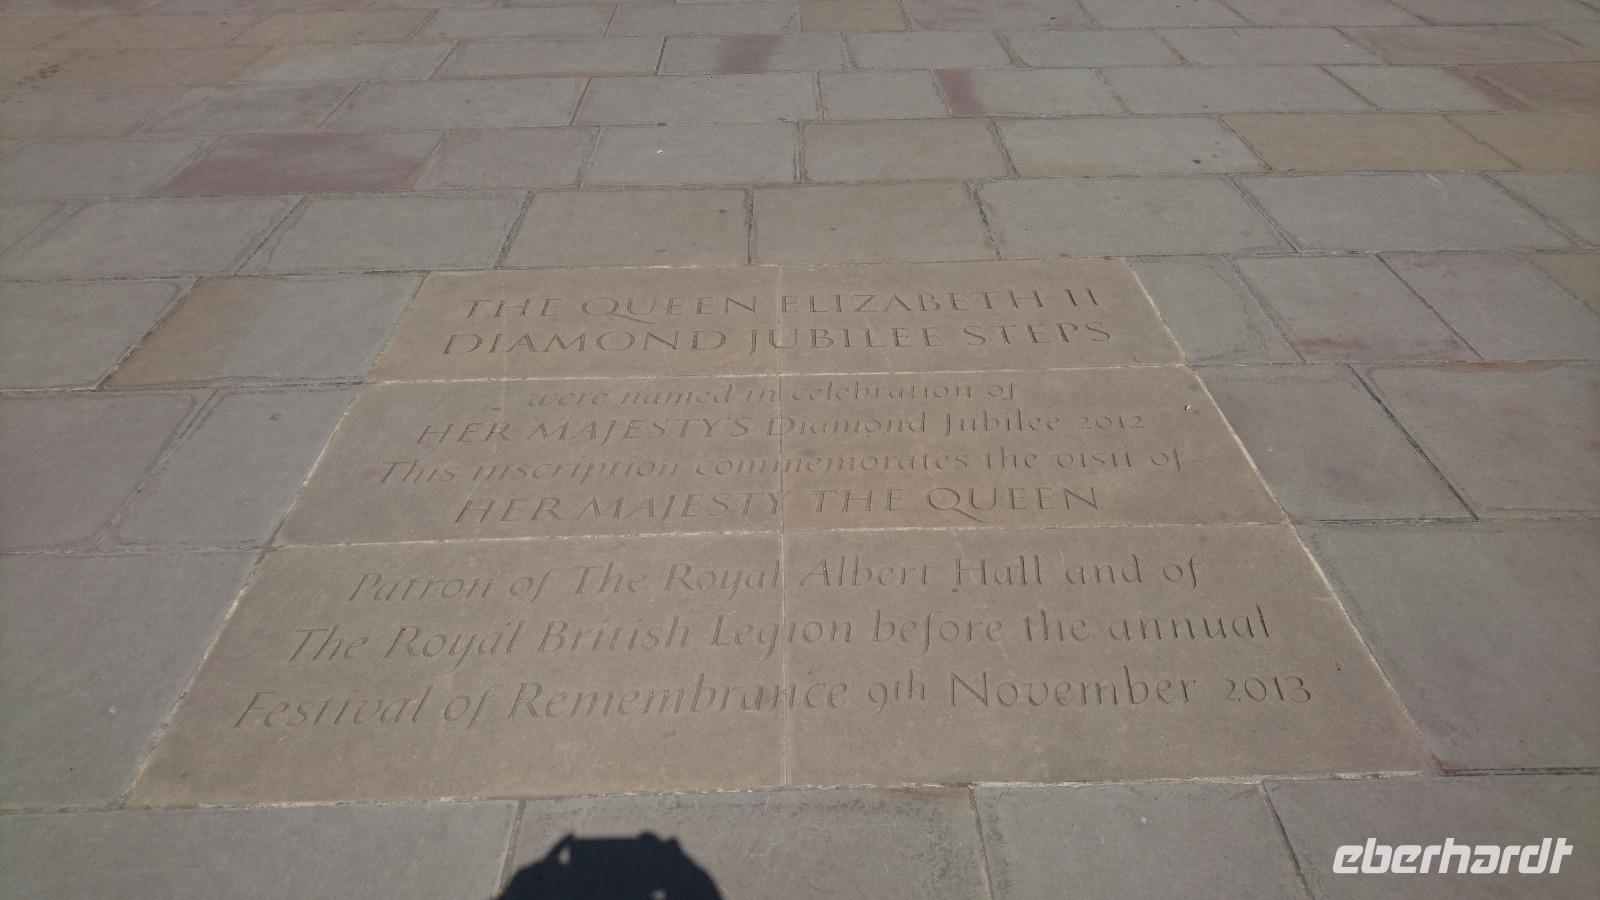 THE QUEEN ELIZABETH II
DIAMOND JUBILEE STEPS
were named in celebration of
HER MAJESTY'S Diamond Jubilee 2012
This inscription commemorates the visit of
HER MAJESTY THE QUEEN
Patron of The Royal Albert Hall and of
The Royal British Legion before the annual
Festival of Remembrance 9th November 2013
eberhardt